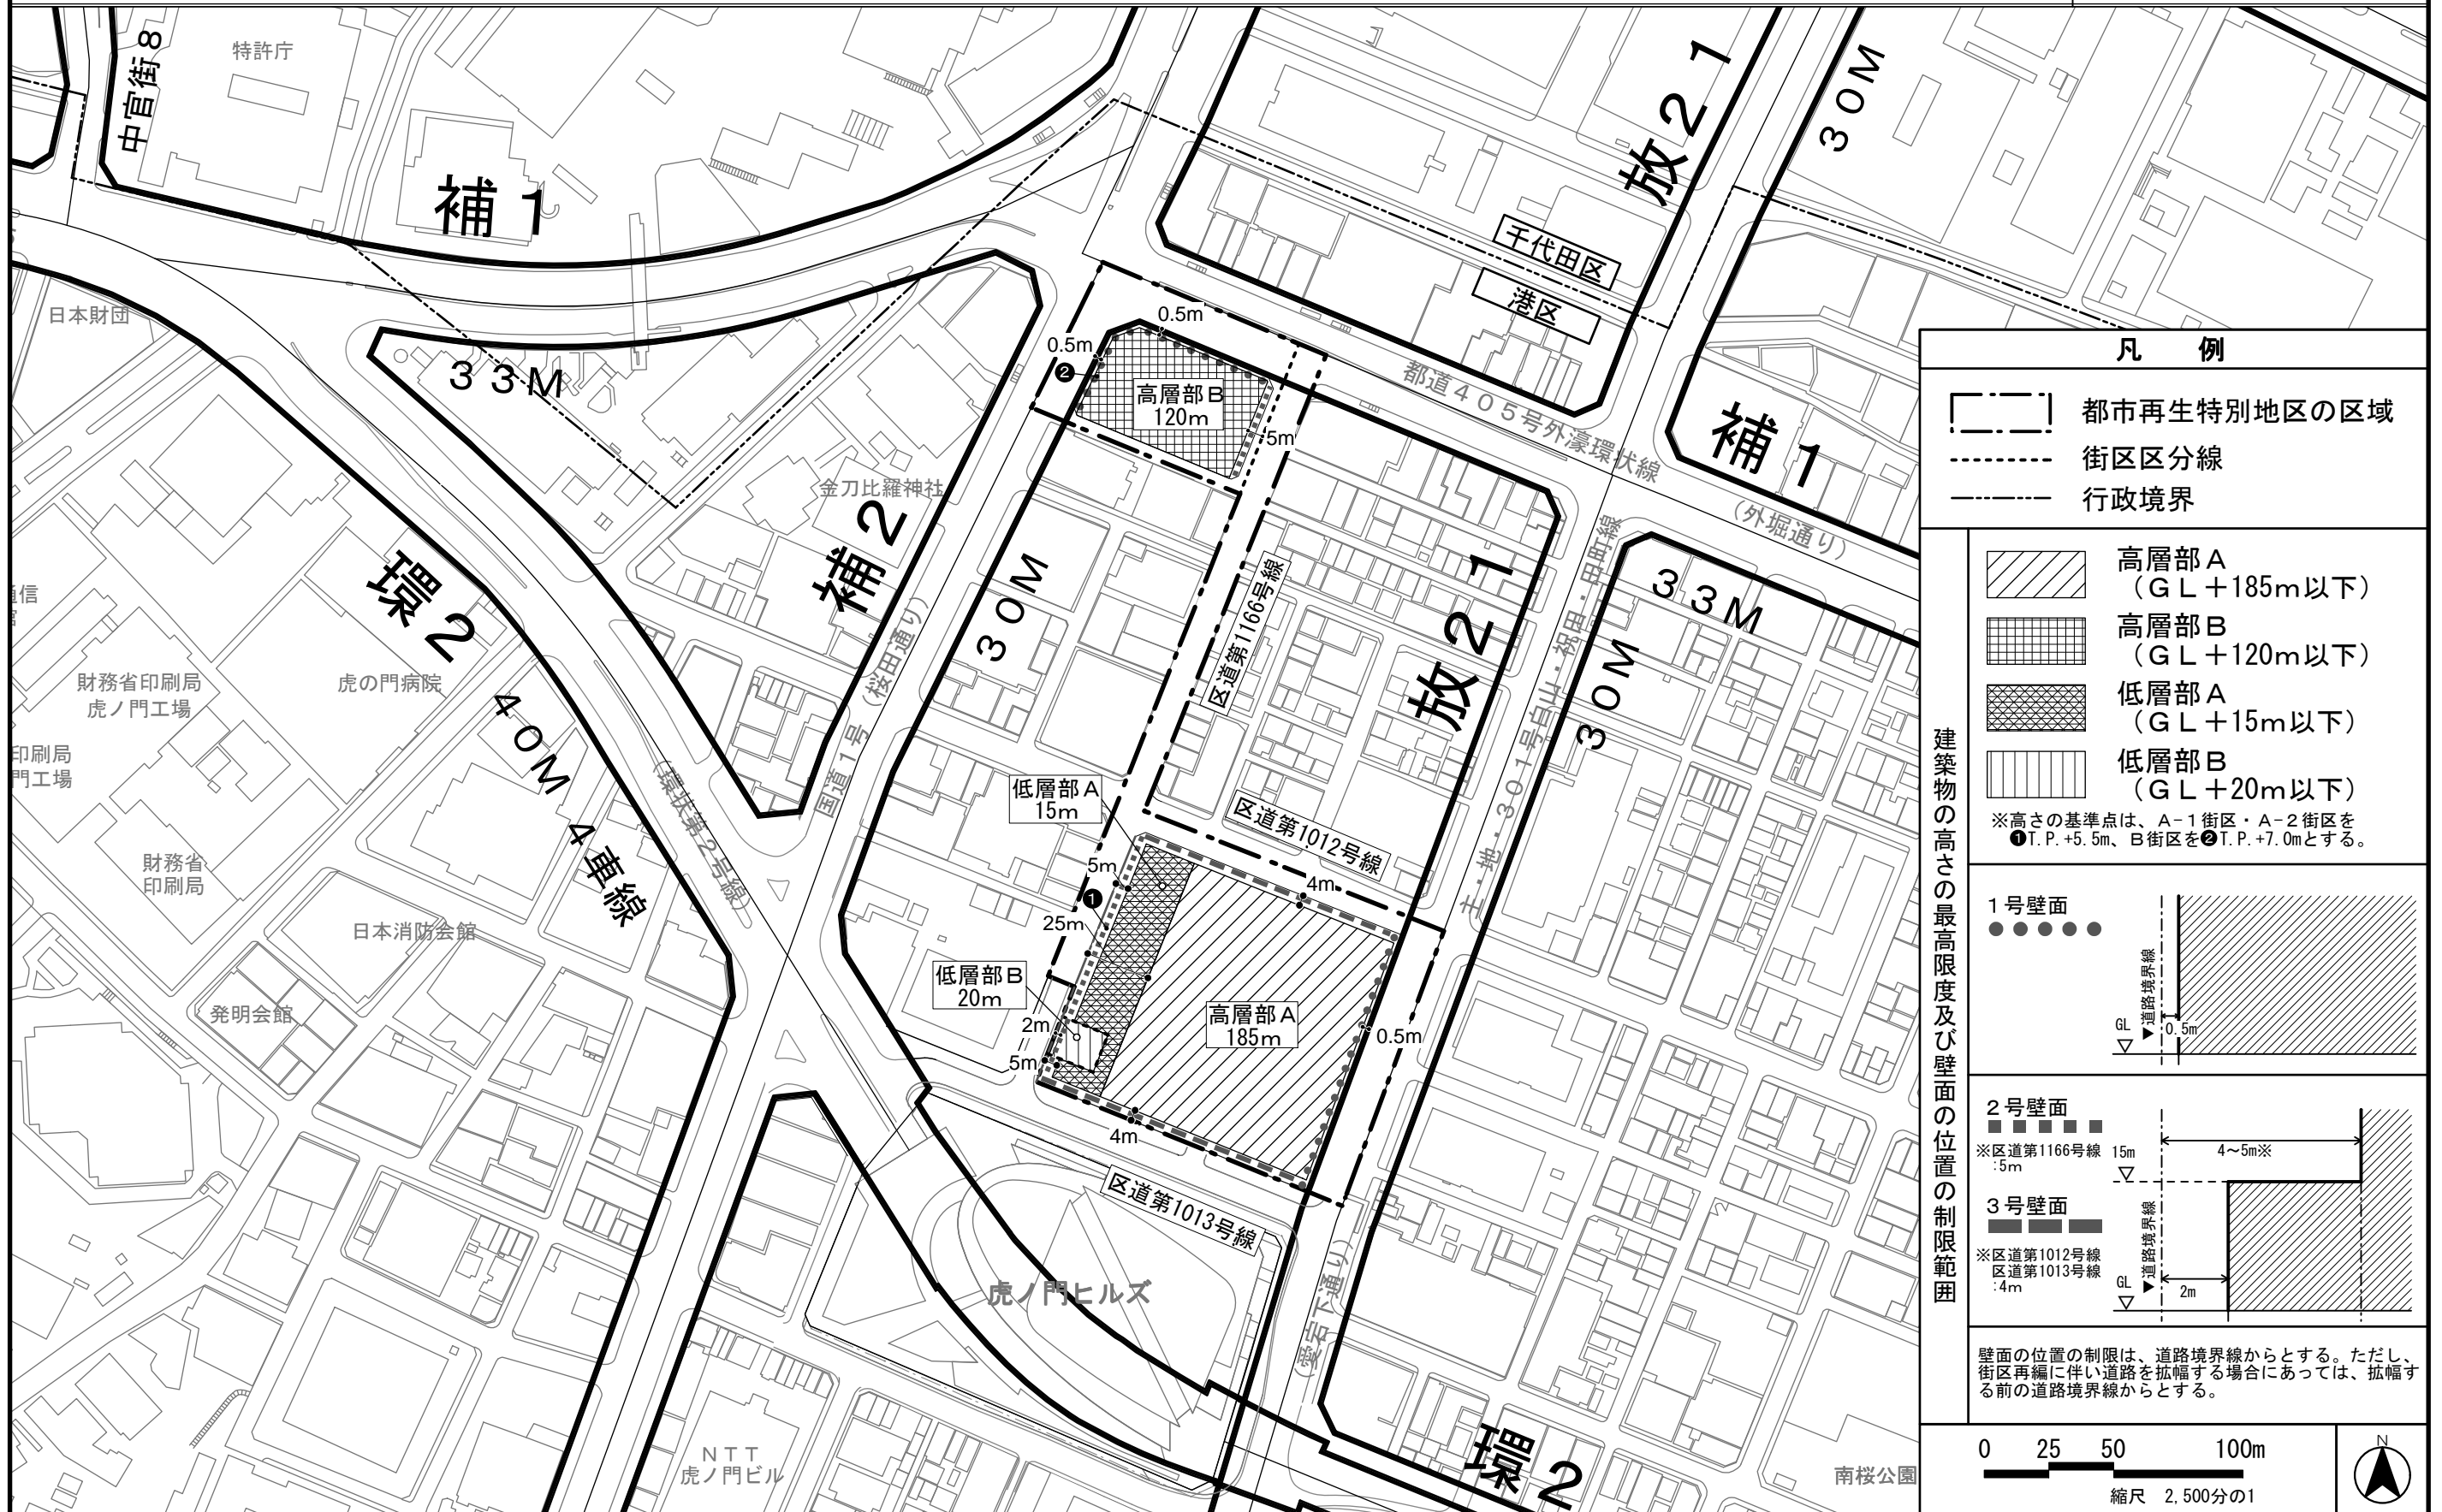 中官街8
特許庁
補1
放21
30M
千代田区
港区
日本財団
33M
0.5m
0.5m
❷
高層部B
120m
5m
都道405号外濠環状線
(外堀通り)
補1
金刀比羅神社
補2
環2
30M
区道第1166号線
放21
主・地・301号白山・祝田・田町線
33M
30M
財務省印刷局
虎ノ門工場
虎の門病院
40M
4車線
国道1号(桜田通り)
(環状第2号線)
印刷局
門工場
財務省
印刷局
日本消防会館
発明会館
低層部A
15m
区道第1012号線
5m
❶
4m
25m
低層部B
20m
2m
高層部A
185m
0.5m
5m
4m
区道第1013号線
虎ノ門ヒルズ
(愛宕下通り)
NTT
虎ノ門ビル
環2
南桜公園
凡 例
都市再生特別地区の区域
街区区分線
行政境界
建築物の高さの最高限度及び壁面の位置の制限範囲
高層部A
(GL+185m以下)
高層部B
(GL+120m以下)
低層部A
(GL+15m以下)
低層部B
(GL+20m以下)
※高さの基準点は、A-1街区・A-2街区を
❶T.P.+5.5m、B街区を❷T.P.+7.0mとする。
1号壁面
▼道路境界線
GL
0.5m
2号壁面
※区道第1166号線
:5m
15m
4~5m※
3号壁面
※区道第1012号線
区道第1013号線
:4m
▼道路境界線
GL
2m
壁面の位置の制限は、道路境界線からとする。ただし、
街区再編に伴い道路を拡幅する場合にあっては、拡幅す
る前の道路境界線からとする。
0 25 50 100m
縮尺 2,500分の1
N